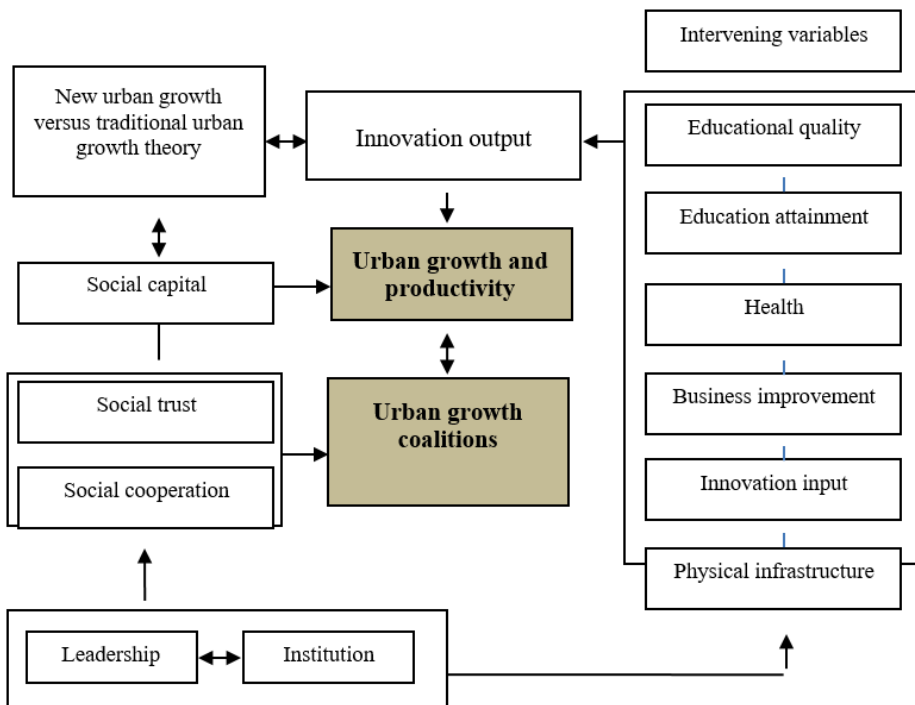 Intervening variables
New urban growth
versus traditional urban
growth theory
Innovation output
Educational quality
Education attainment
Social capital
Urban growth and
productivity
Health
Social trust
Urban growth
coalitions
Business improvement
Social cooperation
Innovation input
Physical infrastructure
Leadership
Institution